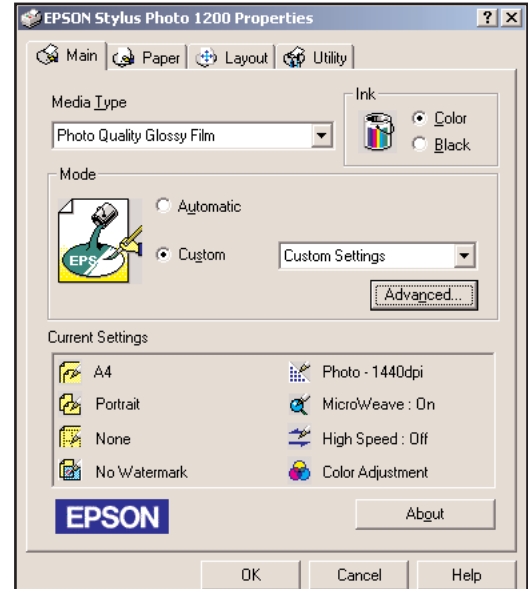 EPSON Stylus Photo 1200 Properties
Main Paper Layout Utility
Media Type
Photo Quality Glossy Film
Ink
Color
Black
Mode
EPS
Automatic
Custom
Custom Settings
Advanced...
Current Settings
A4
Photo - 1440dpi
Portrait
MicroWeave : On
None
High Speed : Off
No Watermark
Color Adjustment
EPSON
About
OK Cancel Help